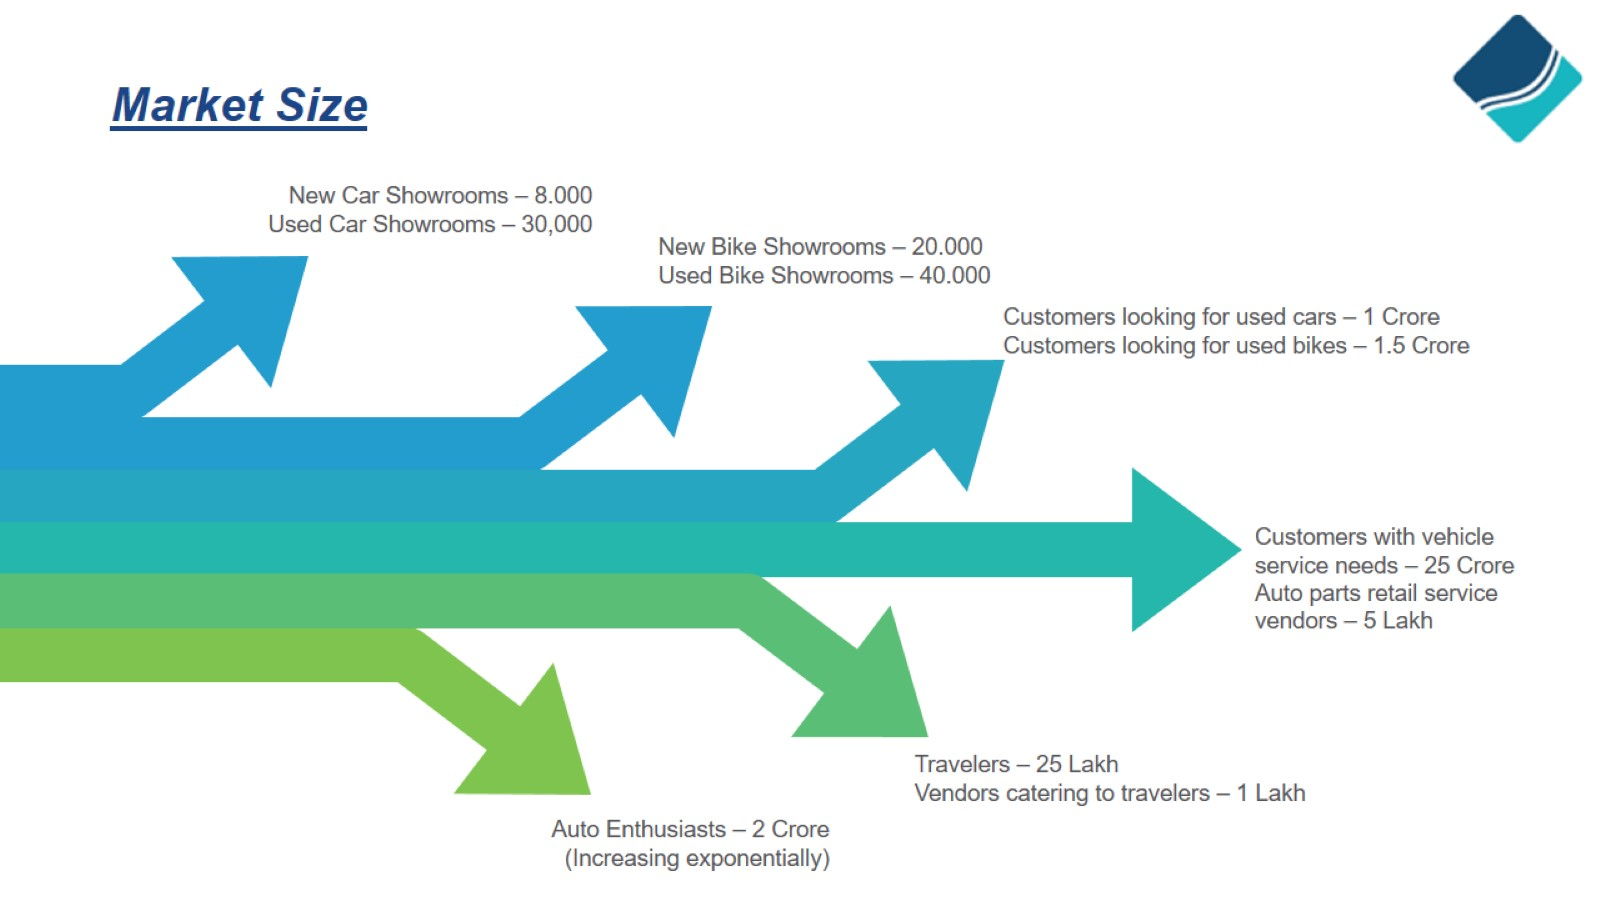 Market Size
New Car Showrooms – 8.000
Used Car Showrooms – 30,000
New Bike Showrooms – 20.000
Used Bike Showrooms – 40.000
Customers looking for used cars – 1 Crore
Customers looking for used bikes – 1.5 Crore
Customers with vehicle
service needs – 25 Crore
Auto parts retail service
vendors – 5 Lakh
Travelers – 25 Lakh
Vendors catering to travelers – 1 Lakh
Auto Enthusiasts – 2 Crore
(Increasing exponentially)